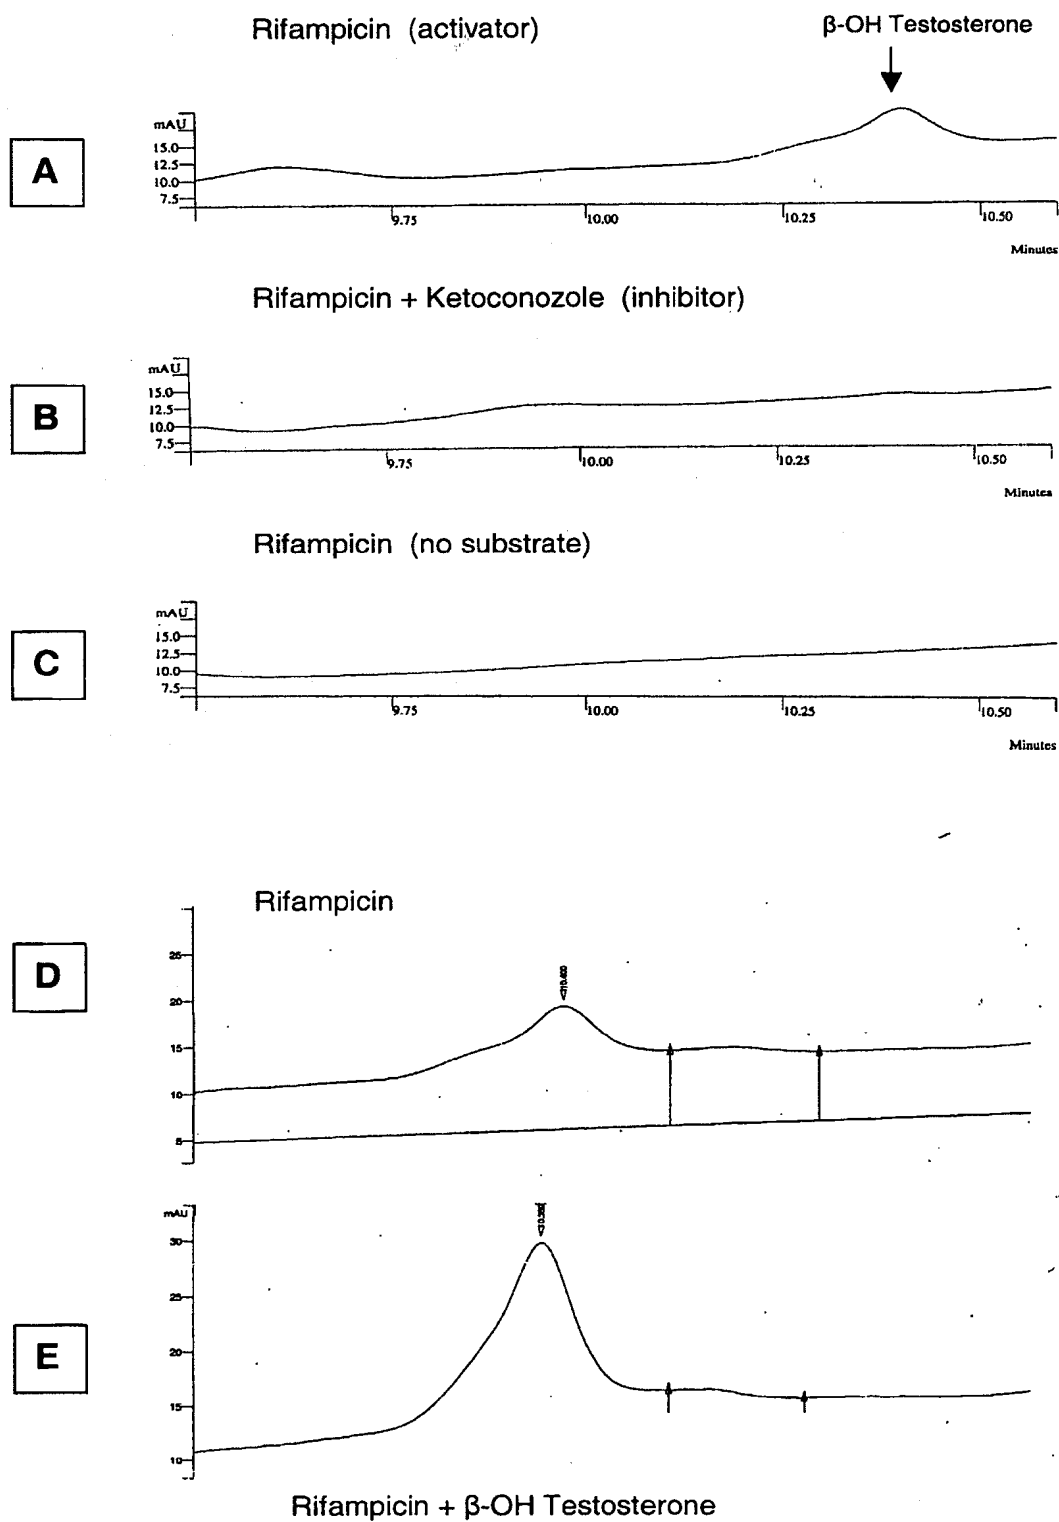 Rifampicin (activator)
β-OH Testosterone
A
mAU
15.0
12.5
10.0
7.5
9.75 10.00 10.25 10.50
Minutes
Rifampicin + Ketoconozole (inhibitor)
B
mAU
15.0
12.5
10.0
7.5
9.75 10.00 10.25 10.50
Minutes
Rifampicin (no substrate)
C
mAU
15.0
12.5
10.0
7.5
9.75 10.00 10.25 10.50
Minutes
Rifampicin
D
25
20
15
10
5
E
mAU
30
25
20
15
10
Rifampicin + β-OH Testosterone